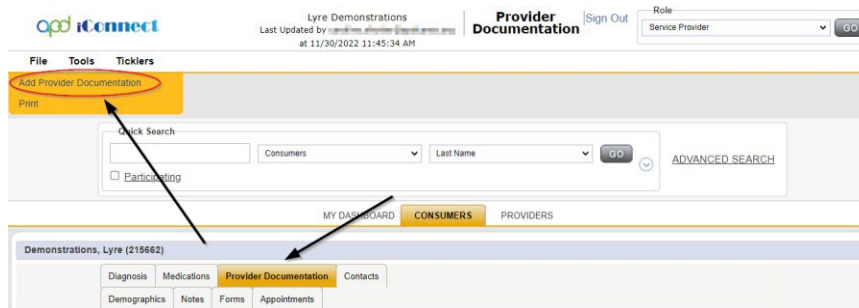 apd iConnect
Lyre Demonstrations
Last Updated by
at 11/30/2022 11:45:34 AM
Provider
Documentation
Sign Out
Role
Service Provider
GO
File Tools Ticklers
Add Provider Documentation
Print
Quick Search
Consumers
Last Name
GO
ADVANCED SEARCH
Participating
MY DASHBOARD CONSUMERS PROVIDERS
Demonstrations, Lyre (215662)
Diagnosis Medications Provider Documentation Contacts
Demographics Notes Forms Appointments